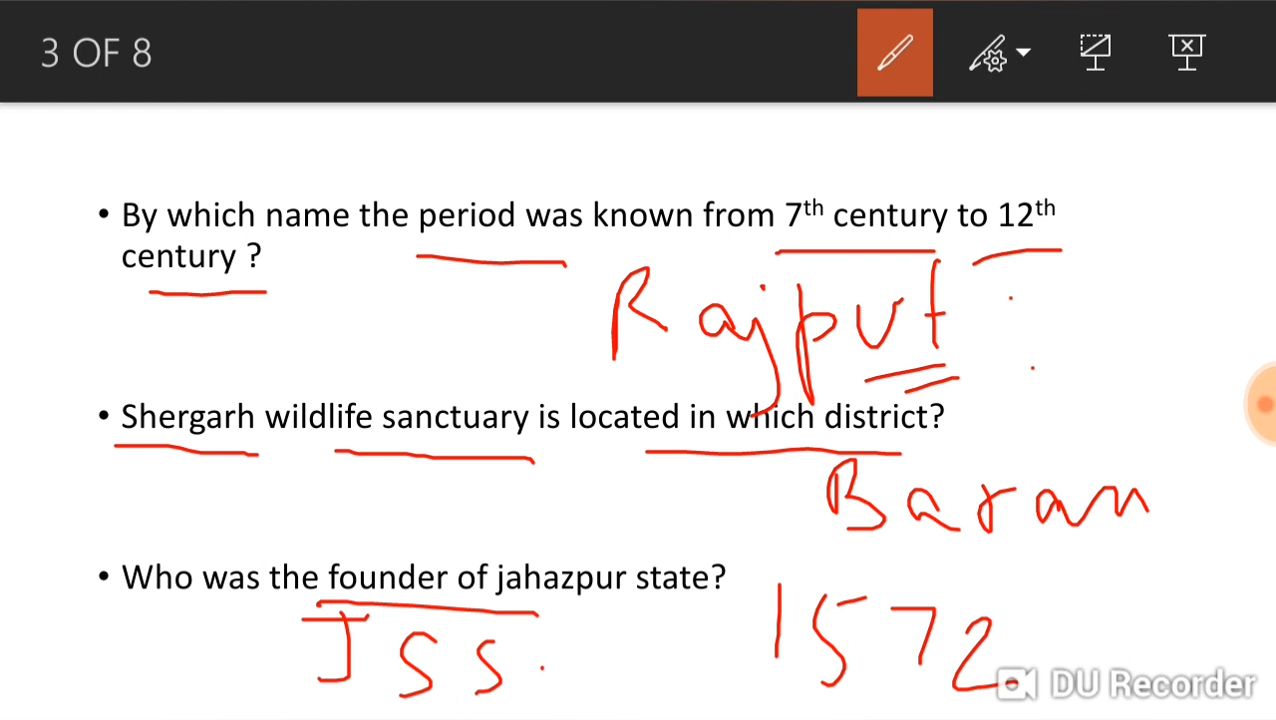 3 OF 8
• By which name the period was known from 7th century to 12th
century ?
Rajput
• Shergarh wildlife sanctuary is located in which district?
Baran
• Who was the founder of jahazpur state?
JSS. 1572
DU Recorder